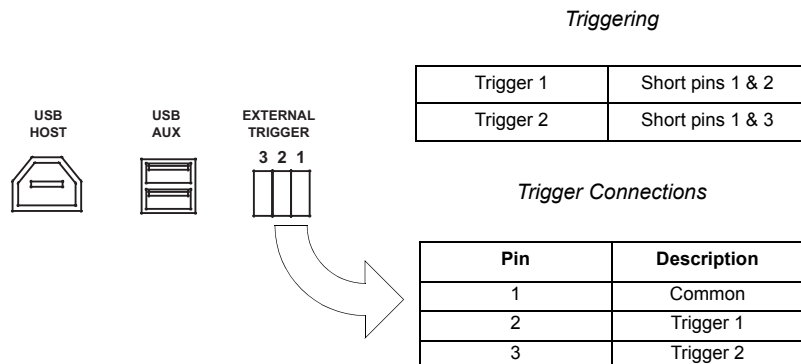 Triggering
Trigger 1 Short pins 1 & 2
Trigger 2 Short pins 1 & 3
USB HOST
USB AUX
EXTERNAL TRIGGER
3 2 1
Trigger Connections
Pin Description
1 Common
2 Trigger 1
3 Trigger 2